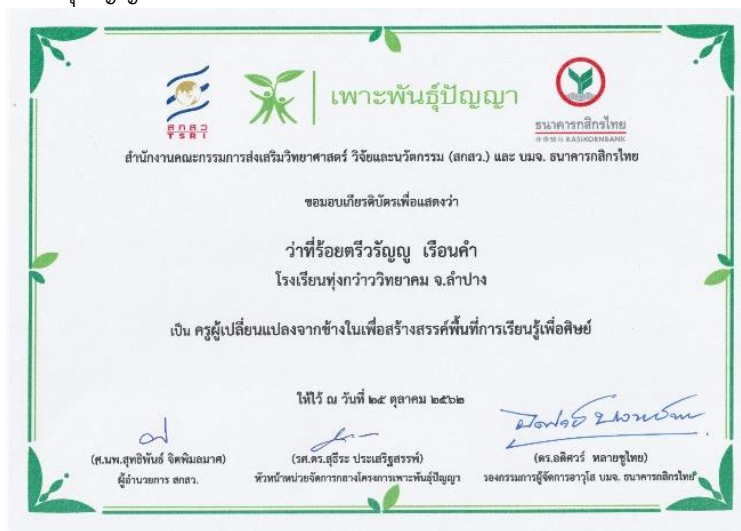 เพาะพันธุ์ปัญญา
สกสว
TSRI
ธนาคารกสิกรไทย
KASIKORNBANK
สำนักงานคณะกรรมการส่งเสริมวิทยาศาสตร์ วิจัยและนวัตกรรม (สกสว.) และ บมจ. ธนาคารกสิกรไทย
ขอมอบเกียรติบัตรเพื่อแสดงว่า
ว่าที่ร้อยตรีวรัญญู เรือนคำ
โรงเรียนทุ่งกว๋าววิทยาคม จ.ลำปาง
เป็น ครูผู้เปลี่ยนแปลงจากข้างในเพื่อสร้างสรรค์พื้นที่การเรียนรู้เพื่อศิษย์
ให้ไว้ ณ วันที่ ๒๕ ตุลาคม ๒๕๖๒
(ศ.นพ.สุทธิพันธ์ จิตพิมลมาศ) (รศ.ดร.สุธีระ ประเสริฐสรรพ์) (ดร.อดิศวร์ หลายชูไทย)
ผู้อำนวยการ สกสว. หัวหน้าหน่วยจัดการกลางโครงการเพาะพันธุ์ปัญญา รองกรรมการผู้จัดการอาวุโส บมจ. ธนาคารกสิกรไทย